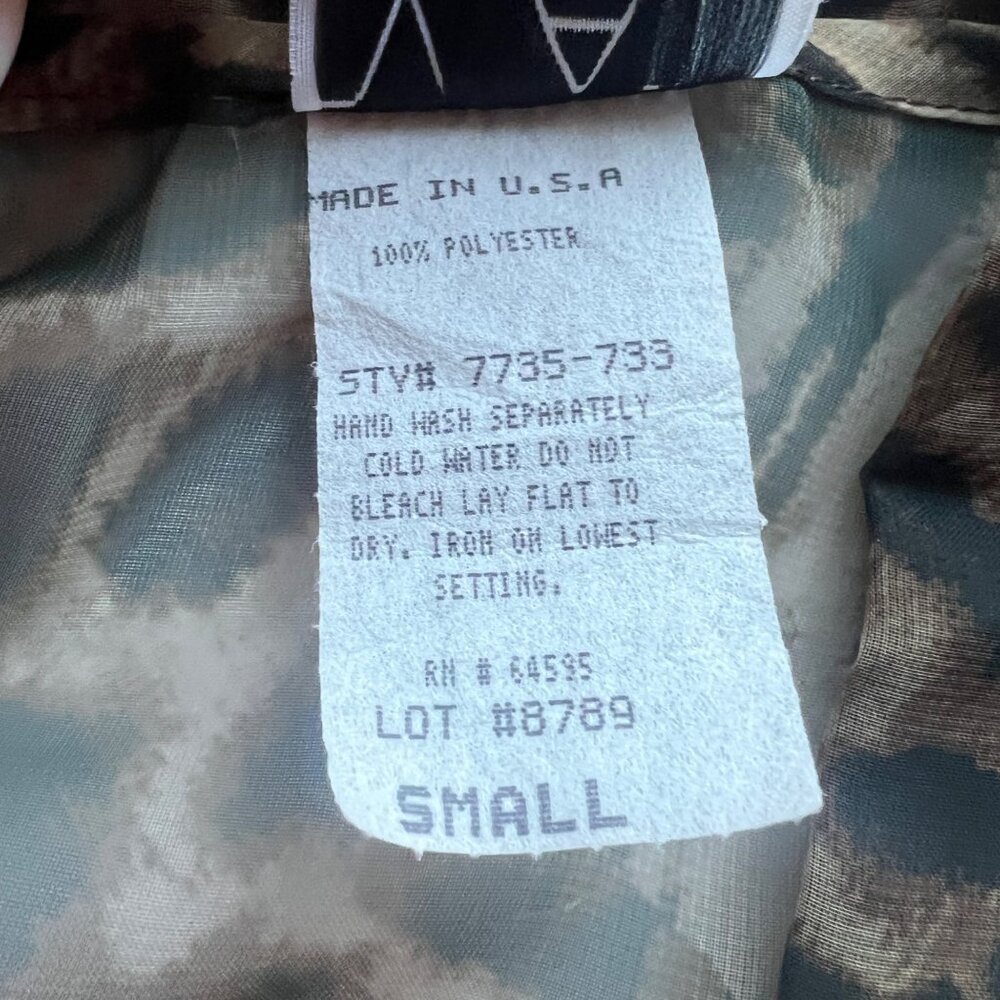 MADE IN U.S.A
100% POLYESTER
STY# 7735-733
HAND WASH SEPARATELY
COLD WATER DO NOT
BLEACH LAY FLAT TO
DRY. IRON ON LOWEST
SETTING.
RN # 64595
LOT #8789
SMALL